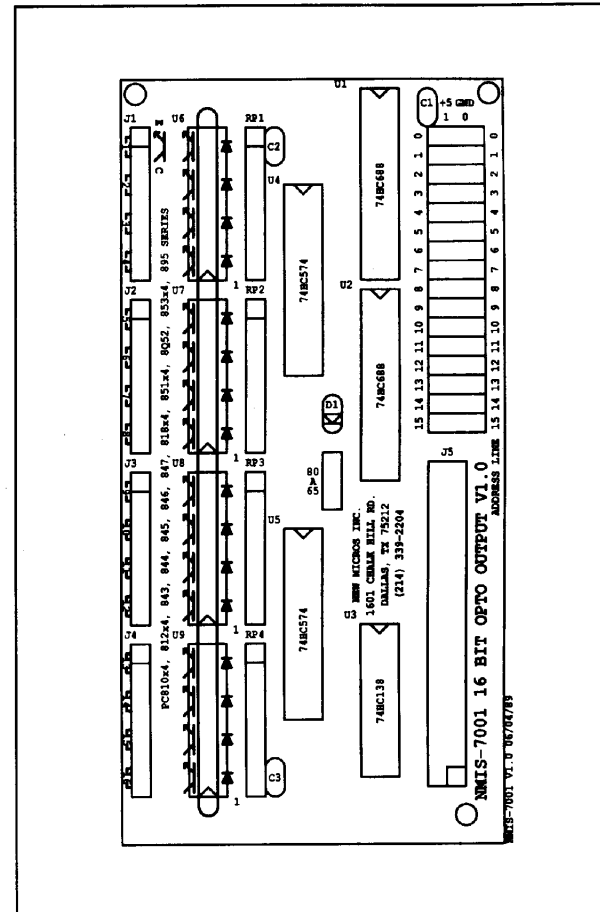 U1
C1 +5 GND
1 0
J1
E
C
U6
RP1
C2
U4
74HC688
74HC574
0 0
1 1
2 2
3 3
4 4
5 5
6 6
7 7
8 8
9 9
10 10
11 11
12 12
13 13
14 14
15 15
ADDRESS LINE
1
J2
U7
RP2
U2
74HC688
D1
1
J3
U8
RP3
80
A
65
U5
74HC574
J5
NEW MICROS INC.
1601 CHALK HILL RD.
DALLAS, TX 75212
(214) 339-2204
1
J4
U9
RP4
U3
74HC138
C3
1
PC810x4, 812x4, 843, 844, 845, 846, 847, 818x4, 851x4, 8Q52, 853x4, 895 SERIES
NMIS-7001 16 BIT OPTO OUTPUT V1.0
NMIS-7001 V1.0 06/04/89